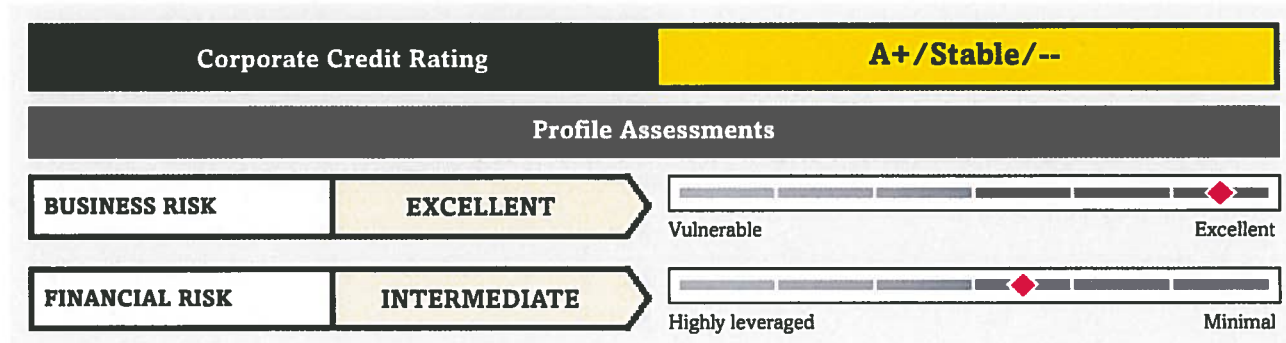 Corporate Credit Rating
A+/Stable/--
Profile Assessments
BUSINESS RISK
EXCELLENT
Vulnerable
Excellent
FINANCIAL RISK
INTERMEDIATE
Highly leveraged
Minimal